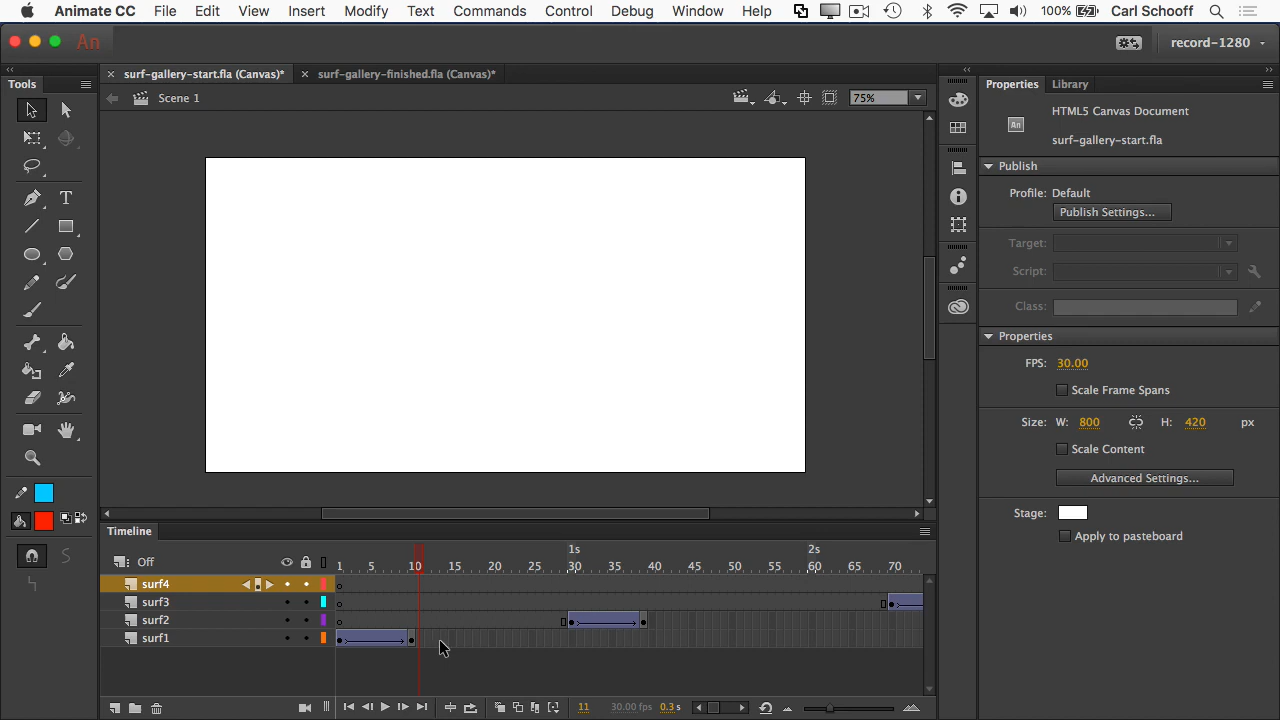 Animate CC File Edit View Insert Modify Text Commands Control Debug Window Help 100% Carl Schooff
An record-1280
Tools
surf-gallery-start.fla (Canvas)* surf-gallery-finished.fla (Canvas)*
Scene 1 75%
Properties Library
HTML5 Canvas Document
An
surf-gallery-start.fla
Publish
Profile: Default
Publish Settings...
Target:
Script:
Class:
Properties
FPS: 30.00
Scale Frame Spans
Size: W: 800 H: 420 px
Scale Content
Advanced Settings...
Stage:
Apply to pasteboard
Timeline
1s 2s
Off 1 5 10 15 20 25 30 35 40 45 50 55 60 65 70
surf4
surf3
surf2
surf1
11 30.00 fps 0.3 s